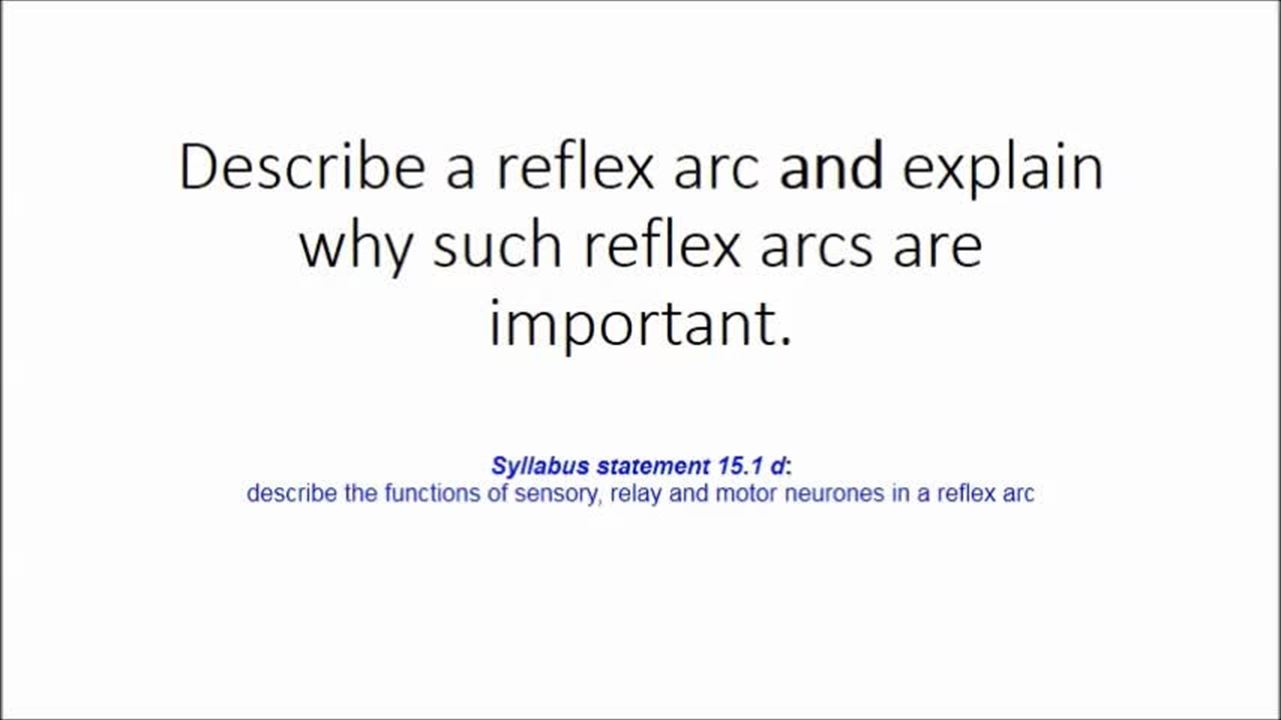 Describe a reflex arc and explain
why such reflex arcs are
important.
Syllabus statement 15.1 d:
describe the functions of sensory, relay and motor neurones in a reflex arc